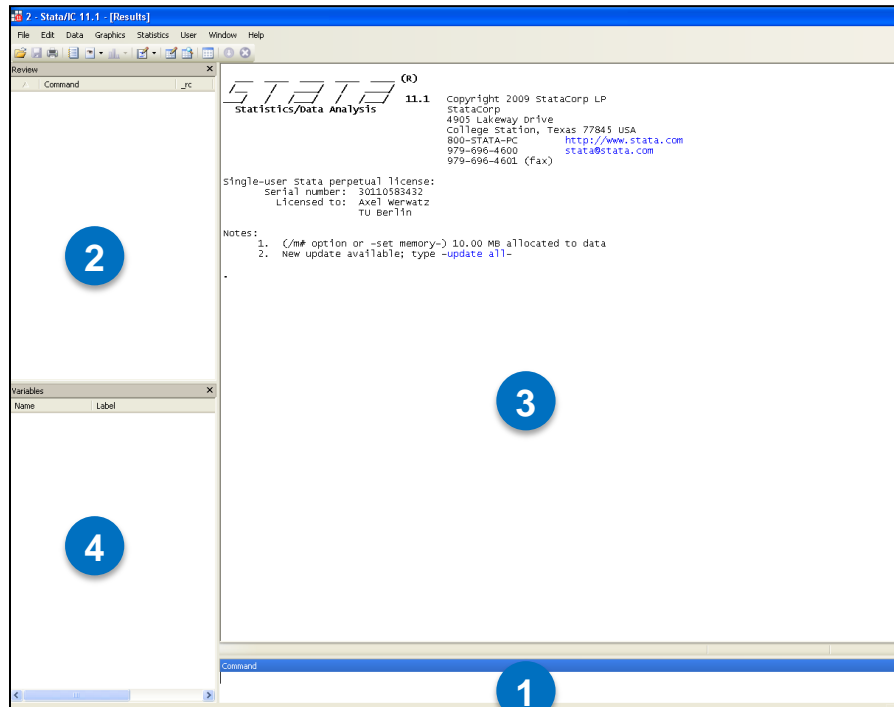 2 - Stata/IC 11.1 - [Results]
File Edit Data Graphics Statistics User Window Help
Review
Command _rc
2
Variables
Name Label
4
(R)
STATA 11.1 Copyright 2009 StataCorp LP
Statistics/Data Analysis StataCorp
4905 Lakeway Drive
College Station, Texas 77845 USA
800-STATA-PC http://www.stata.com
979-696-4600 stata@stata.com
979-696-4601 (fax)
Single-user Stata perpetual license:
Serial number: 30110583432
Licensed to: Axel Werwatz
TU Berlin
Notes:
1. (/m# option or -set memory-) 10.00 MB allocated to data
2. New update available; type -update all-
.
3
Command
1